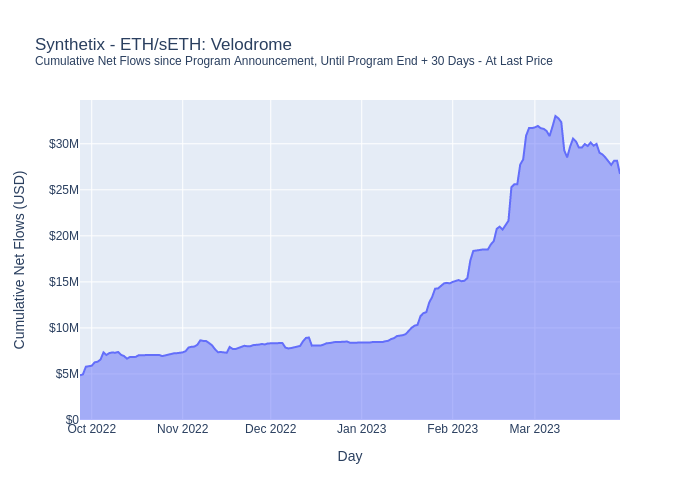 Synthetix - ETH/sETH: Velodrome
Cumulative Net Flows since Program Announcement, Until Program End + 30 Days - At Last Price
Cumulative Net Flows (USD)
$30M
$25M
$20M
$15M
$10M
$5M
$0
Oct 2022 Nov 2022 Dec 2022 Jan 2023 Feb 2023 Mar 2023
Day